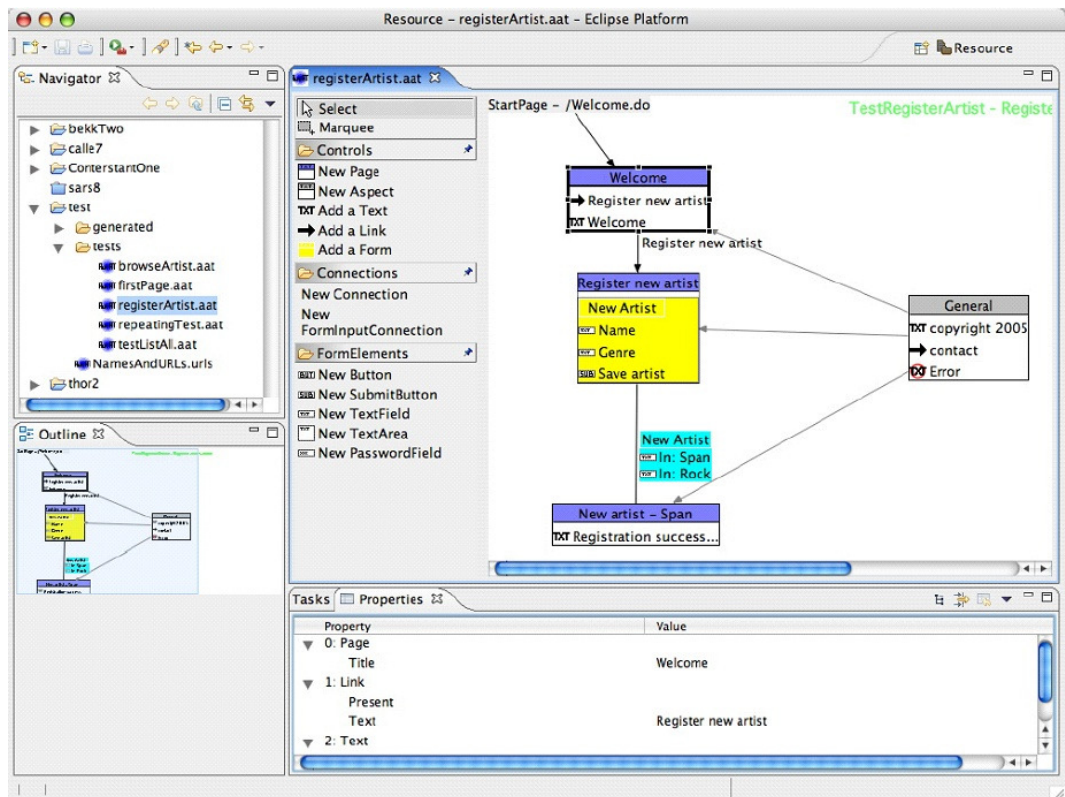 Resource – registerArtist.aat – Eclipse Platform
Resource
Navigator
bekkTwo
calle7
ConterstantOne
sars8
test
generated
tests
browseArtist.aat
firstPage.aat
registerArtist.aat
repeatingTest.aat
testListAll.aat
NamesAndURLs.urls
thor2
Outline
registerArtist.aat
Select
Marquee
Controls
New Page
New Aspect
TXT Add a Text
Add a Link
Add a Form
Connections
New Connection
New
FormInputConnection
FormElements
New Button
New SubmitButton
New TextField
New TextArea
New PasswordField
StartPage – /Welcome.do
TestRegisterArtist - Registe
Welcome
Register new artist
TXT Welcome
Register new artist
Register new artist
New Artist
Name
Genre
SUB Save artist
General
TXT copyright 2005
contact
TXT Error
New Artist
In: Span
In: Rock
New artist – Span
TXT Registration success...
Tasks Properties
Property Value
0: Page
Title Welcome
1: Link
Present
Text Register new artist
2: Text